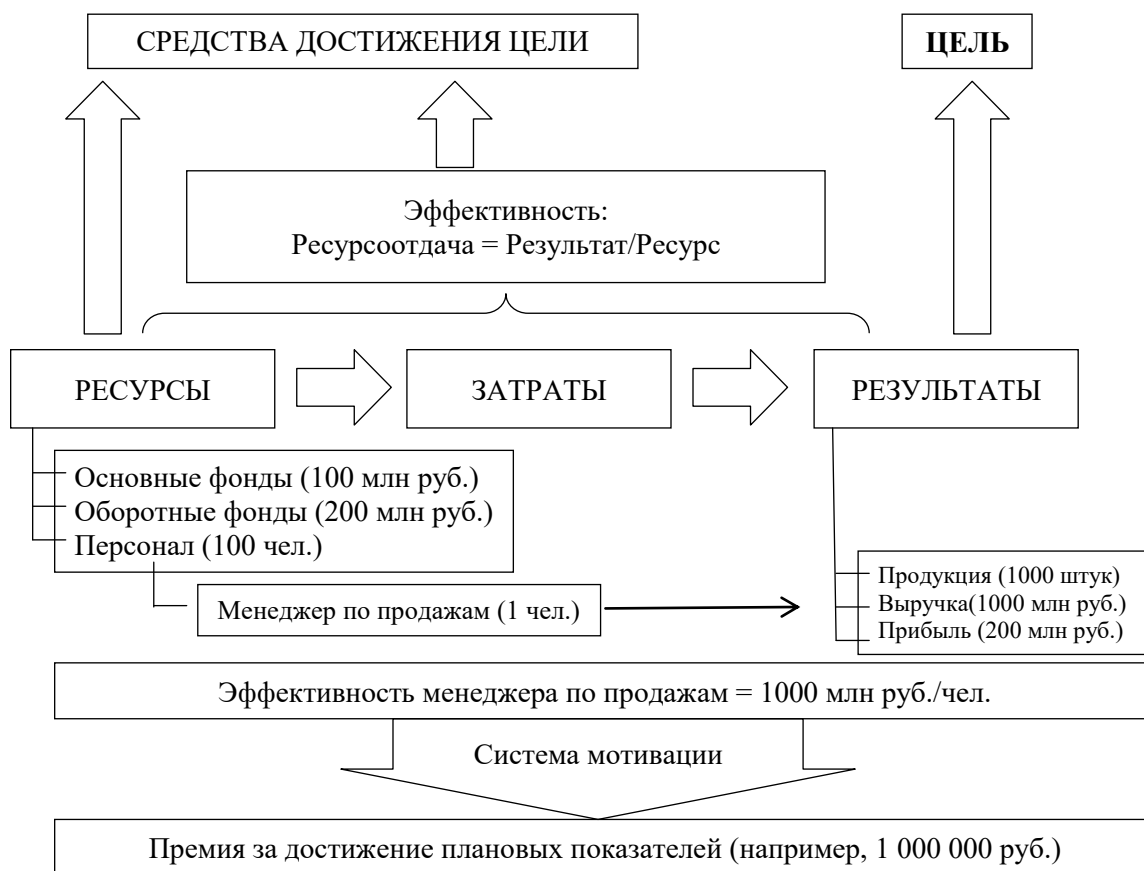 СРЕДСТВА ДОСТИЖЕНИЯ ЦЕЛИ
ЦЕЛЬ
Эффективность:
Ресурсоотдача = Результат/Ресурс
РЕСУРСЫ
ЗАТРАТЫ
РЕЗУЛЬТАТЫ
Основные фонды (100 млн руб.)
Оборотные фонды (200 млн руб.)
Персонал (100 чел.)
Менеджер по продажам (1 чел.)
Продукция (1000 штук)
Выручка(1000 млн руб.)
Прибыль (200 млн руб.)
Эффективность менеджера по продажам = 1000 млн руб./чел.
Система мотивации
Премия за достижение плановых показателей (например, 1 000 000 руб.)